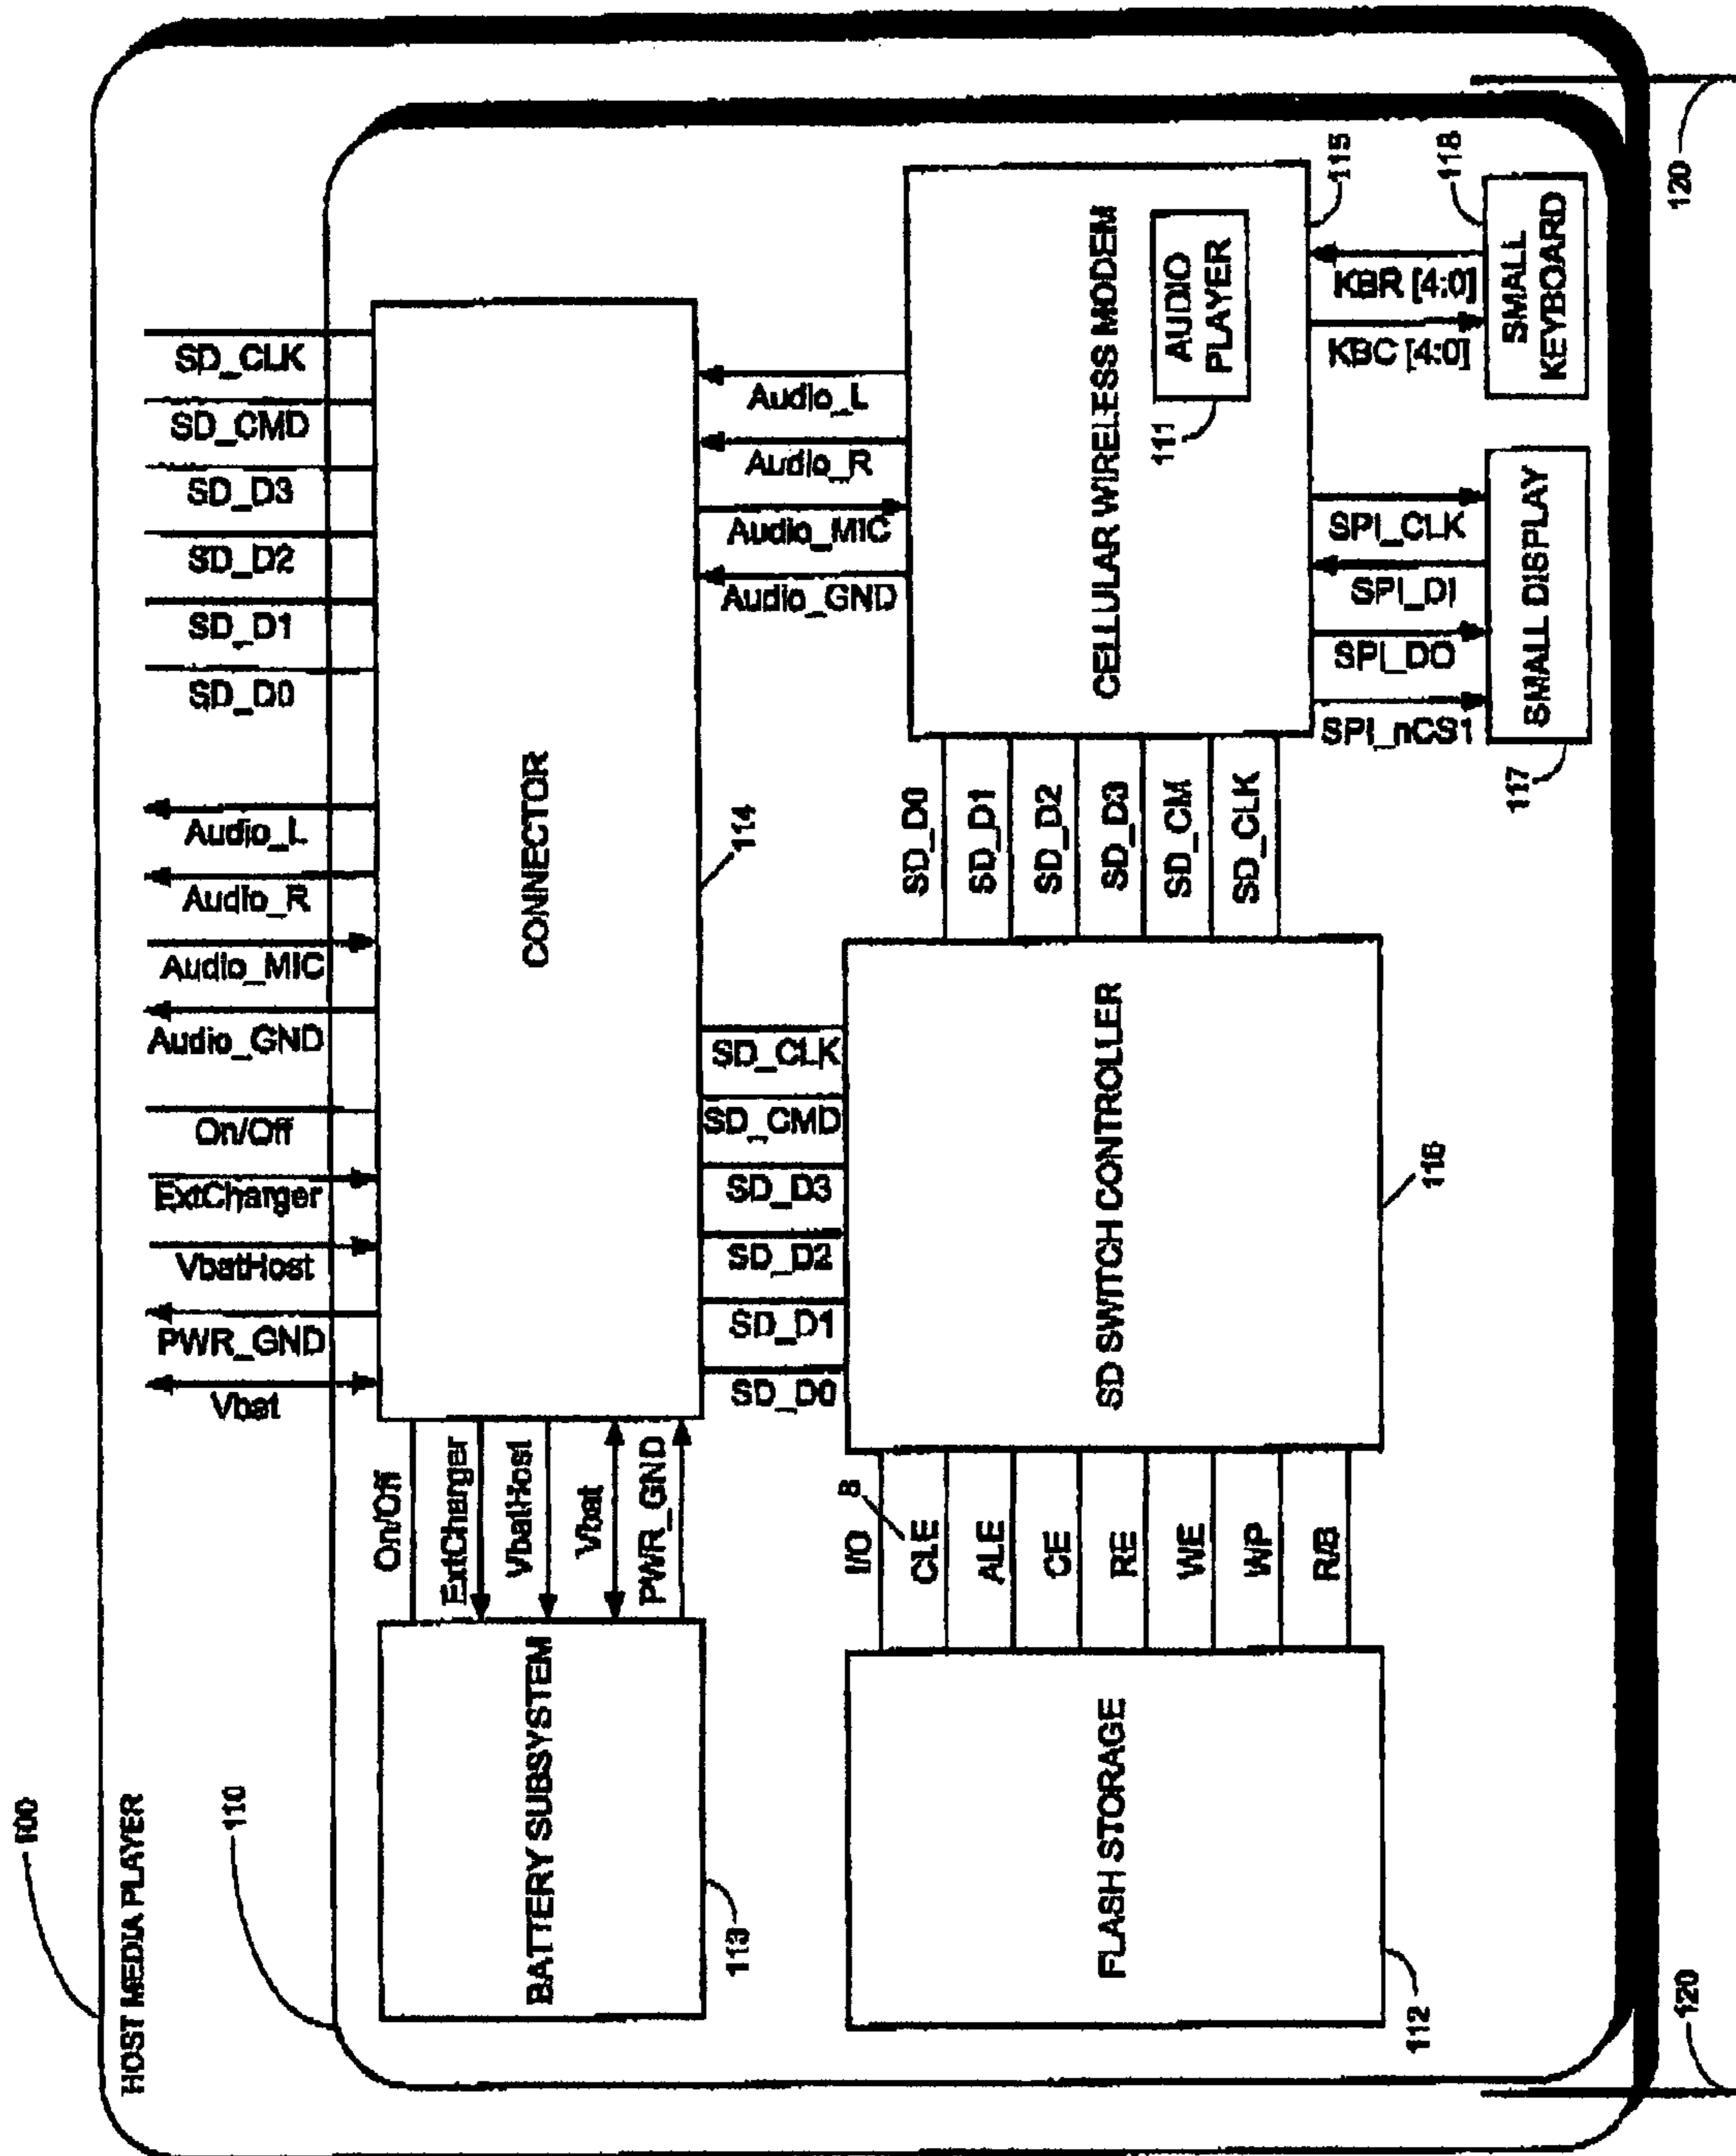 100
HOST MEDIA PLAYER
110
Vbat
PWR_GND
VbatHost
ExtCharger
On/Off
Audio_GND
Audio_MIC
Audio_R
Audio_L
SD_D0
SD_D1
SD_D2
SD_D3
SD_CMD
SD_CLK
BATTERY SUBSYSTEM
113
On/Off
ExtCharger
VbatHost
Vbat
PWR_GND
CONNECTOR
114
SD_D0
SD_D1
SD_D2
SD_D3
SD_CMD
SD_CLK
Audio_GND
Audio_MIC
Audio_R
Audio_L
FLASH STORAGE
112
I/O
8
CLE
ALE
CE
RE
WE
WP
R/B
SD SWITCH CONTROLLER
116
SD_D0
SD_D1
SD_D2
SD_D3
SD_CM
SD_CLK
CELLULAR WIRELESS MODEM
111
AUDIO
PLAYER
115
SPI_nCS1
SPI_DO
SPI_DI
SPI_CLK
KBC [4:0]
KBR [4:0]
117
SMALL DISPLAY
118
SMALL
KEYBOARD
120
120